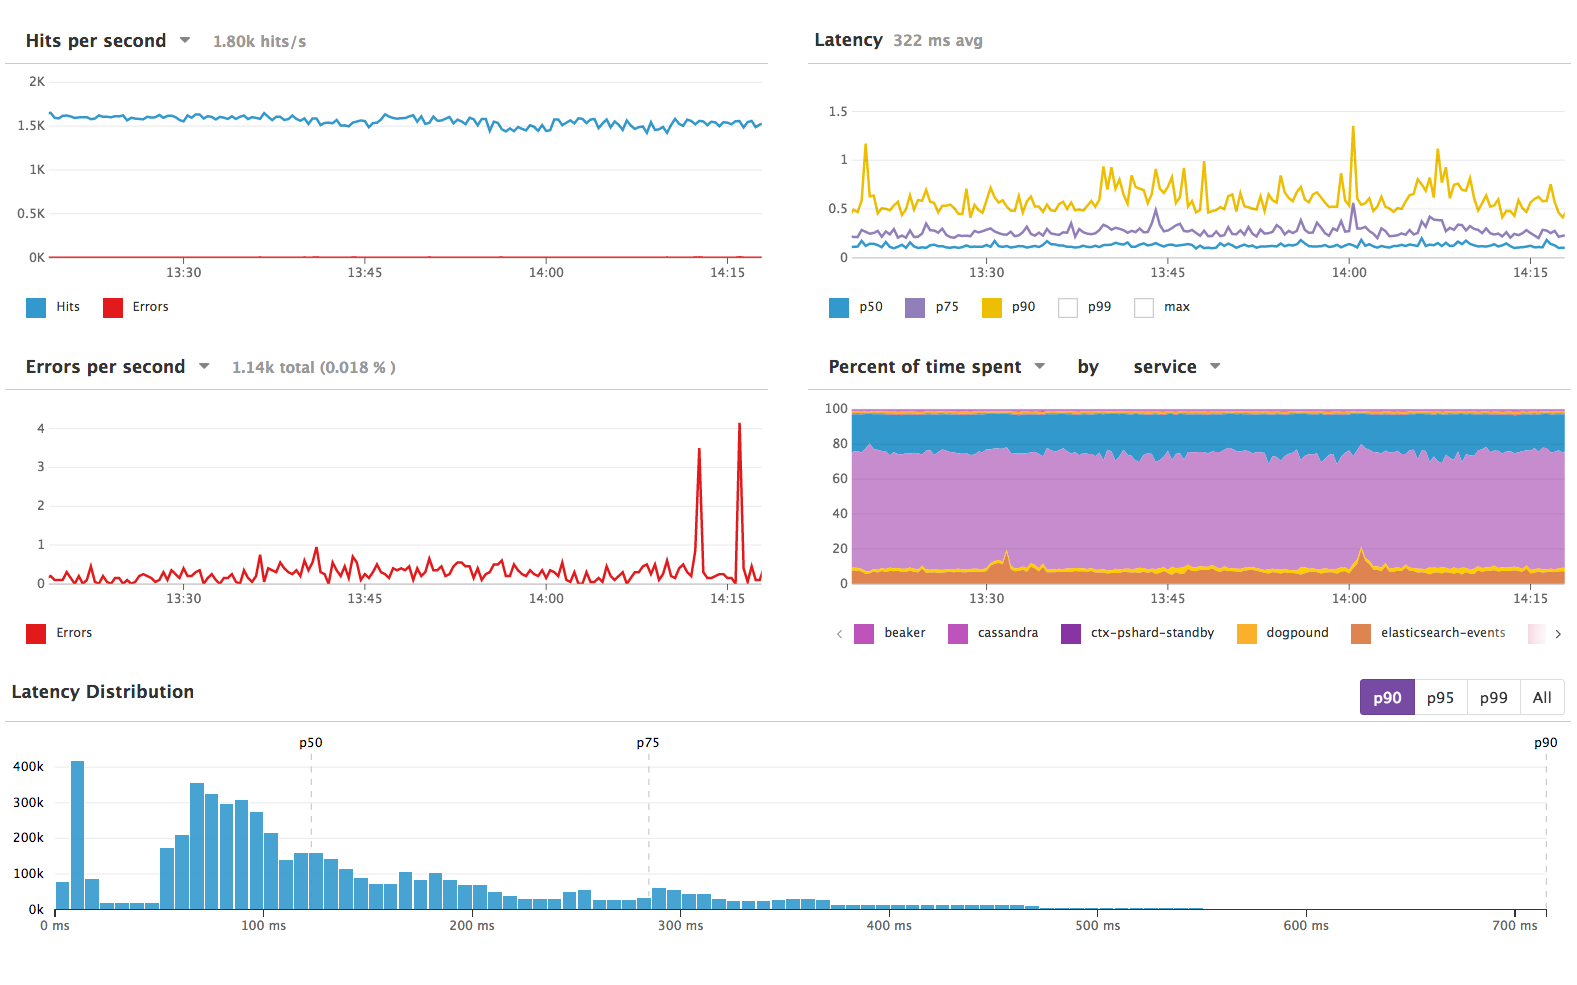 Hits per second 1.80k hits/s
2K
1.5K
1K
0.5K
0K
13:30 13:45 14:00 14:15
Hits Errors
Latency 322 ms avg
1.5
1
0.5
0
13:30 13:45 14:00 14:15
p50 p75 p90 p99 max
Errors per second 1.14k total (0.018 % )
4
3
2
1
0
13:30 13:45 14:00 14:15
Errors
Percent of time spent by service
100
80
60
40
20
0
13:30 13:45 14:00 14:15
beaker cassandra ctx-pshard-standby dogpound elasticsearch-events
Latency Distribution
p90 p95 p99 All
p50 p75 p90
400k
300k
200k
100k
0k
0 ms 100 ms 200 ms 300 ms 400 ms 500 ms 600 ms 700 ms